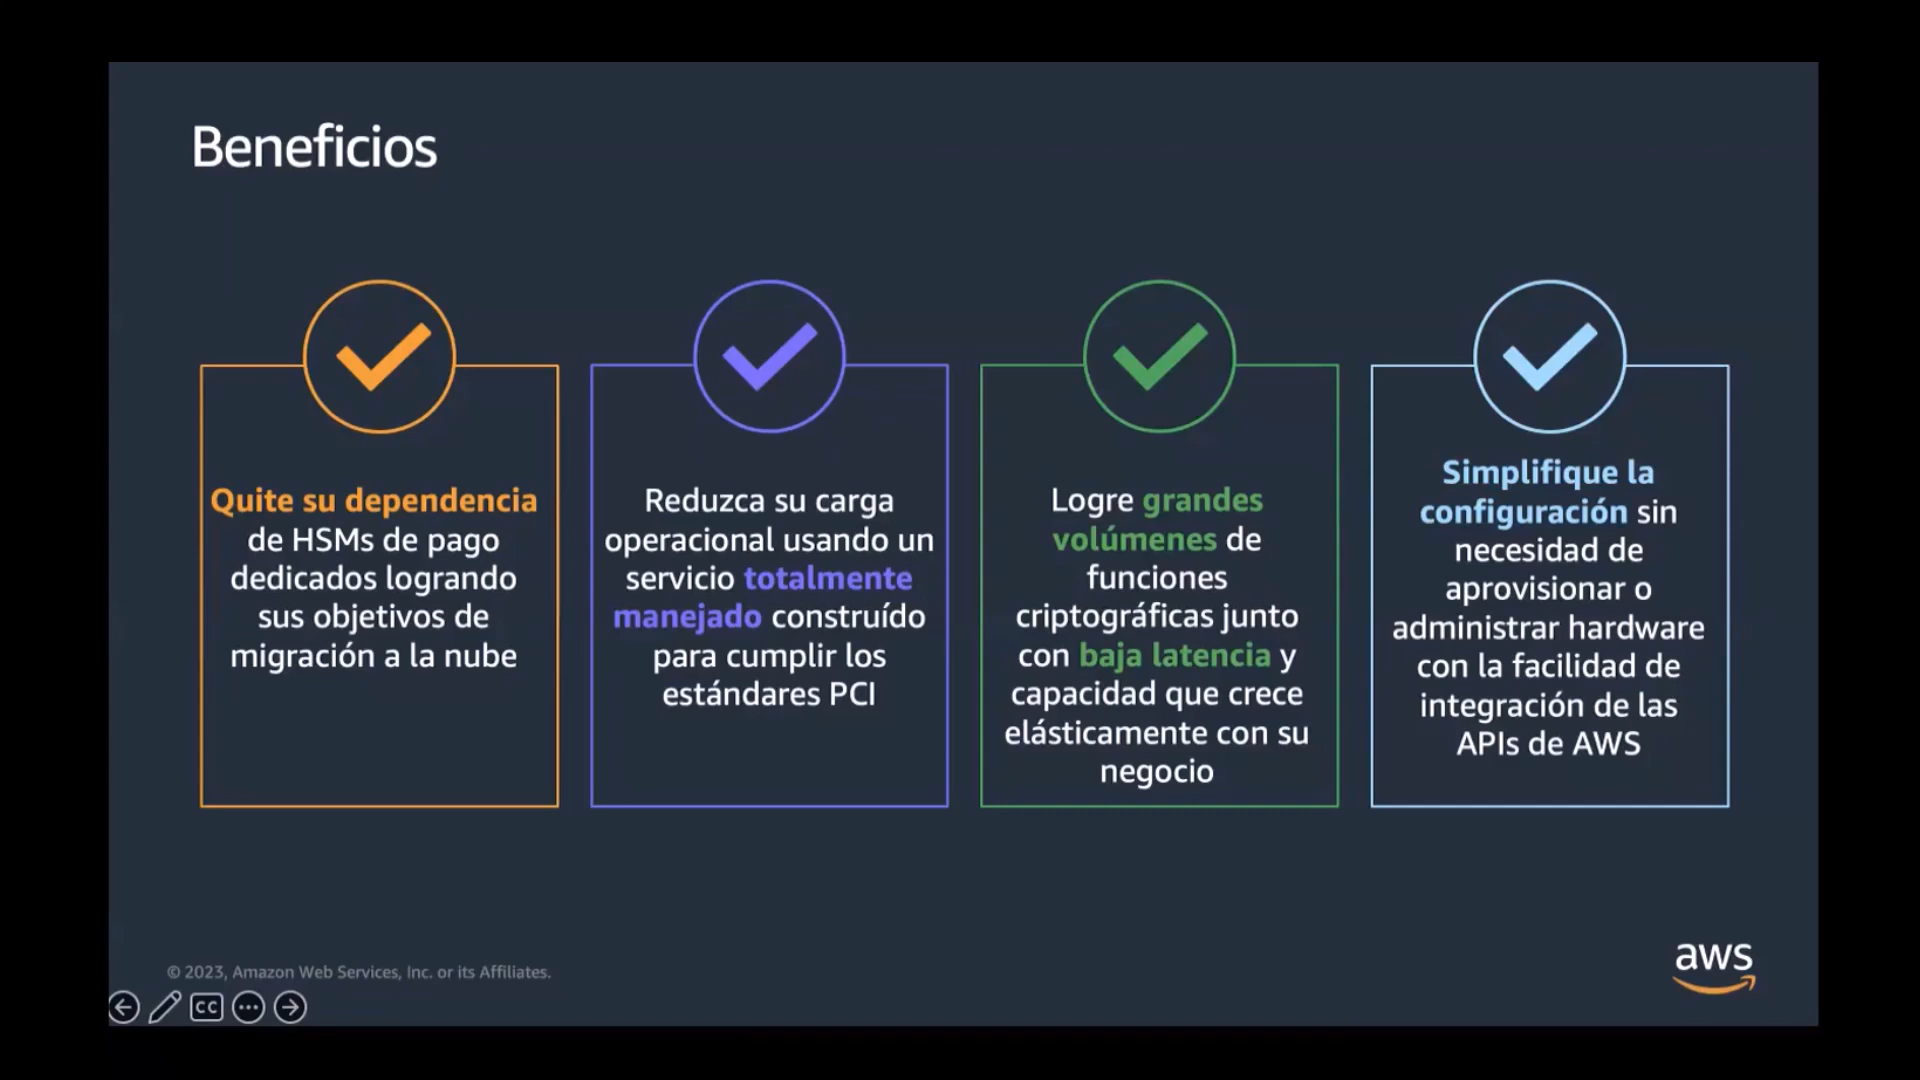 Beneficios
Quite su dependencia
de HSMs de pago
dedicados logrando
sus objetivos de
migración a la nube
Reduzca su carga
operacional usando un
servicio totalmente
manejado construído
para cumplir los
estándares PCI
Logre grandes
volúmenes de
funciones
criptográficas junto
con baja latencia y
capacidad que crece
elásticamente con su
negocio
Simplifique la
configuración sin
necesidad de
aprovisionar o
administrar hardware
con la facilidad de
integración de las
APIs de AWS
© 2023, Amazon Web Services, Inc. or its Affiliates.
aws
CC